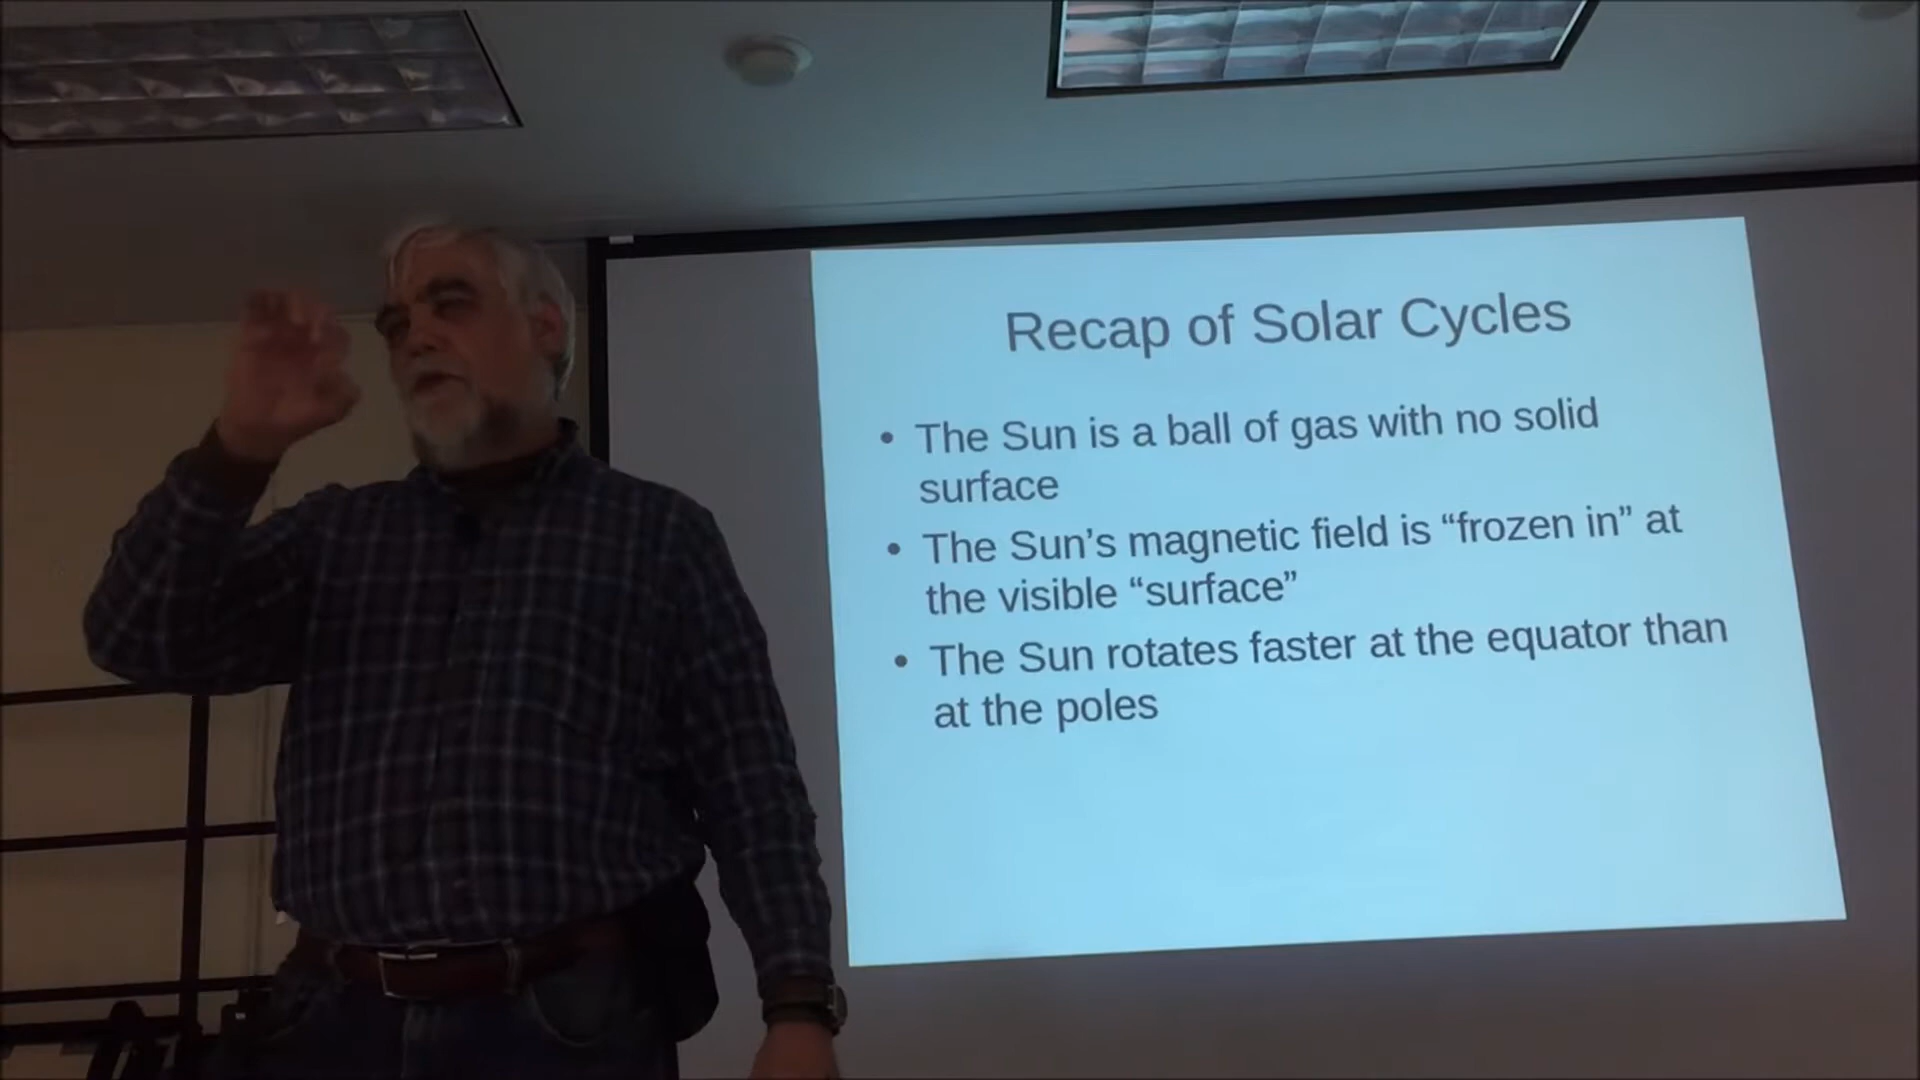 Recap of Solar Cycles
• The Sun is a ball of gas with no solid
surface
• The Sun’s magnetic field is “frozen in” at
the visible “surface”
• The Sun rotates faster at the equator than
at the poles